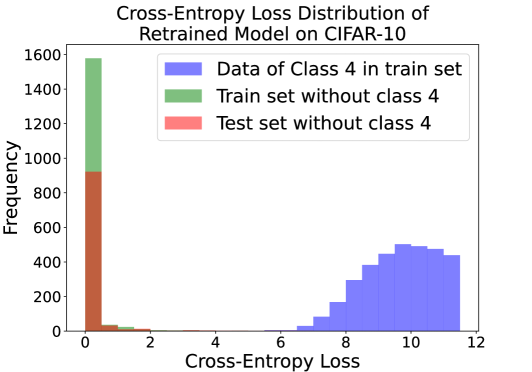 Cross-Entropy Loss Distribution of
Retrained Model on CIFAR-10
Data of Class 4 in train set
Train set without class 4
Test set without class 4
Frequency
1600
1400
1200
1000
800
600
400
200
0
0 2 4 6 8 10 12
Cross-Entropy Loss